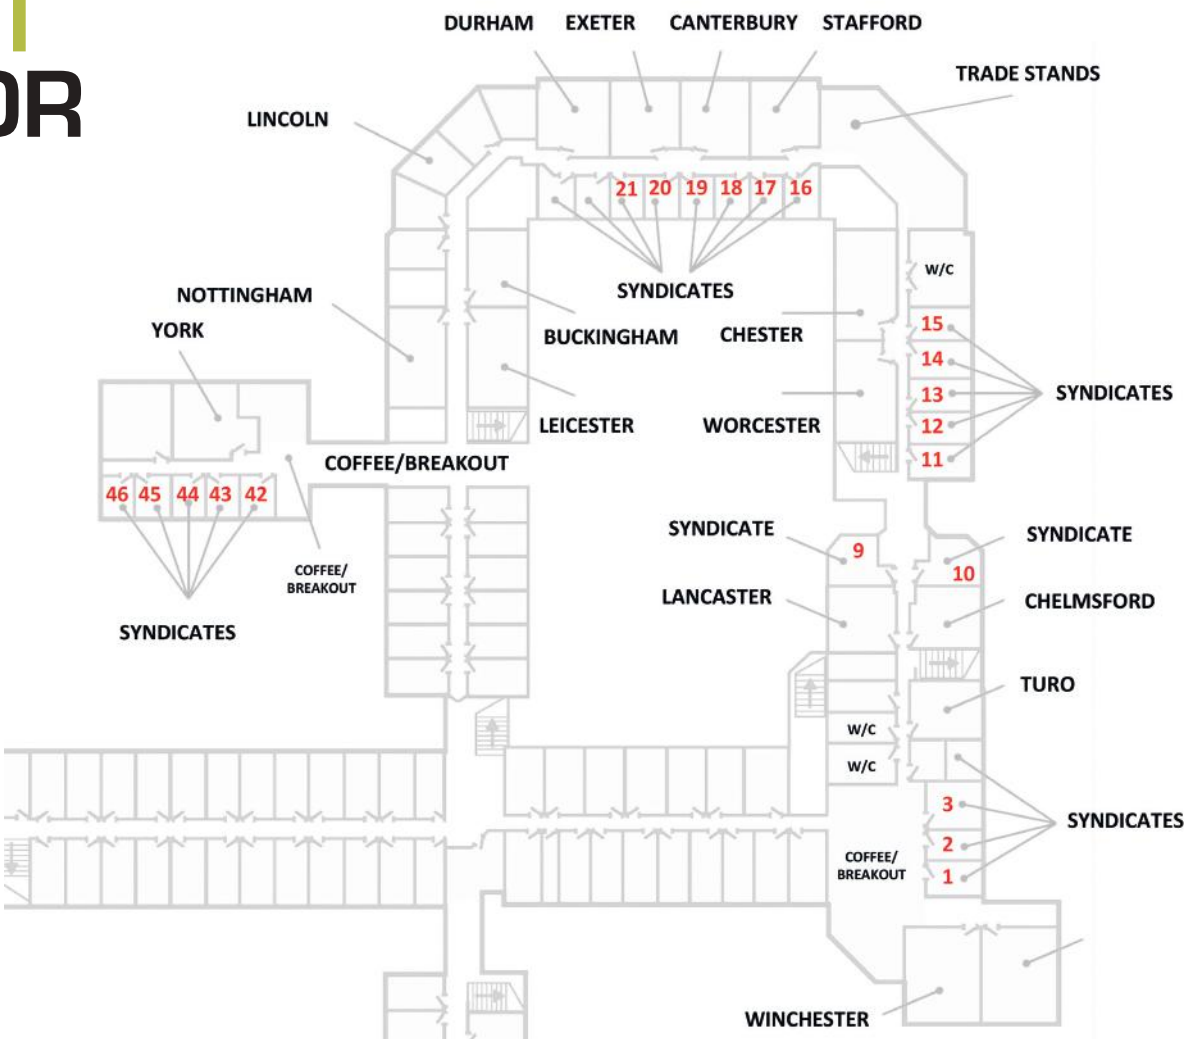 DURHAM EXETER CANTERBURY STAFFORD
OR
TRADE STANDS
LINCOLN
21 20 19 18 17 16
W/C
SYNDICATES
NOTTINGHAM
YORK
BUCKINGHAM
CHESTER
15
14
13
12
11
SYNDICATES
LEICESTER
WORCESTER
COFFEE/BREAKOUT
46 45 44 43 42
SYNDICATE
9
SYNDICATE
10
COFFEE/
BREAKOUT
LANCASTER
CHELMSFORD
SYNDICATES
TURO
W/C
W/C
3
2
1
SYNDICATES
COFFEE/
BREAKOUT
WINCHESTER